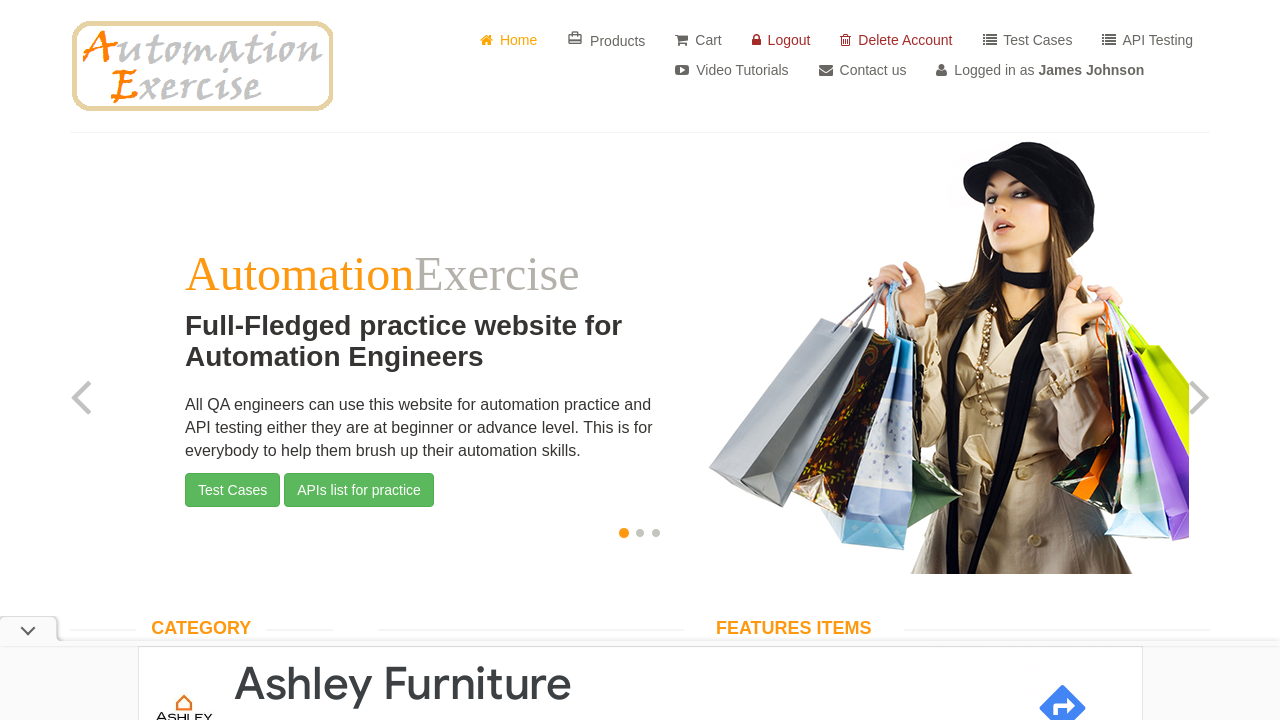 Automation
Exercise
Home
Products
Cart
Logout
Delete Account
Test Cases
API Testing
Video Tutorials
Contact us
Logged in as James Johnson
AutomationExercise
Full-Fledged practice website for
Automation Engineers
All QA engineers can use this website for automation practice and
API testing either they are at beginner or advance level. This is for
everybody to help them brush up their automation skills.
Test Cases
APIs list for practice
CATEGORY
FEATURES ITEMS
Ashley Furniture
ASHLEY